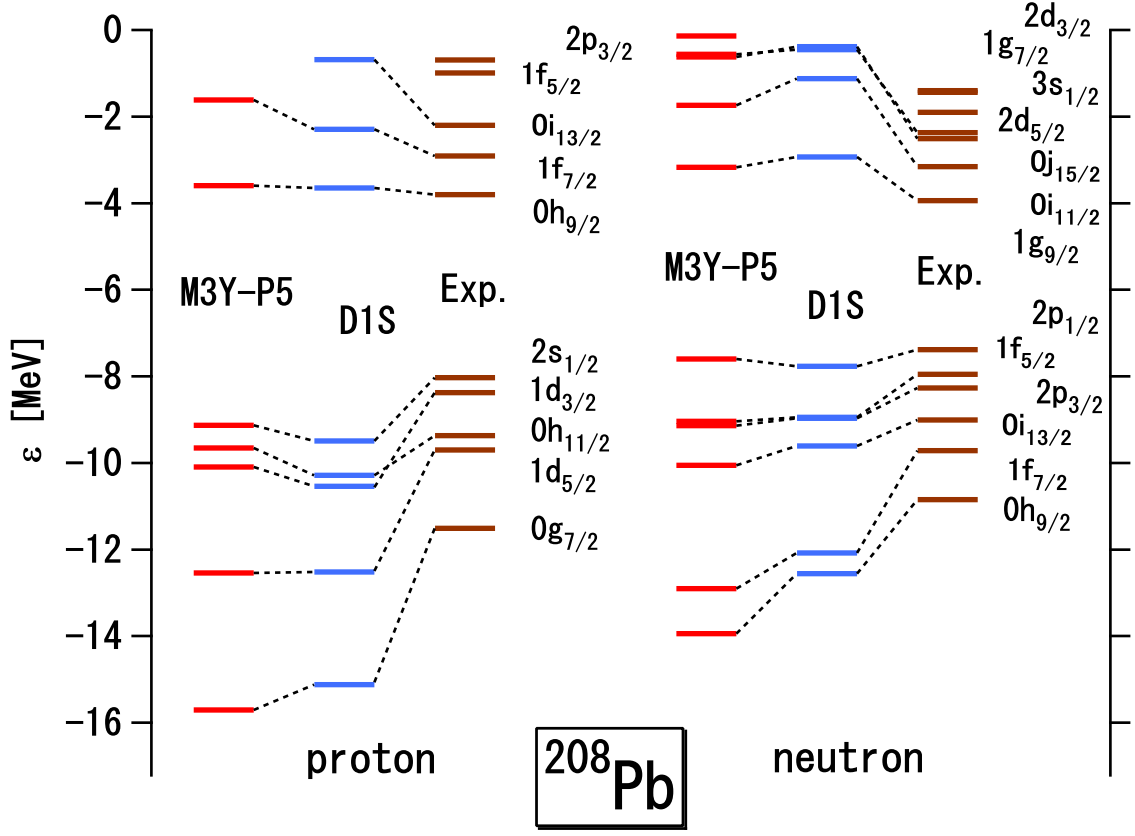 0
-2
-4
-6
-8
-10
-12
-14
-16
ε [MeV]
2p3/2
1f5/2
0i13/2
1f7/2
0h9/2
M3Y-P5
D1S
Exp.
2s1/2
1d3/2
0h11/2
1d5/2
0g7/2
proton
208Pb
2d3/2
1g7/2
3s1/2
2d5/2
0j15/2
0i11/2
1g9/2
M3Y-P5
D1S
Exp.
2p1/2
1f5/2
2p3/2
0i13/2
1f7/2
0h9/2
neutron